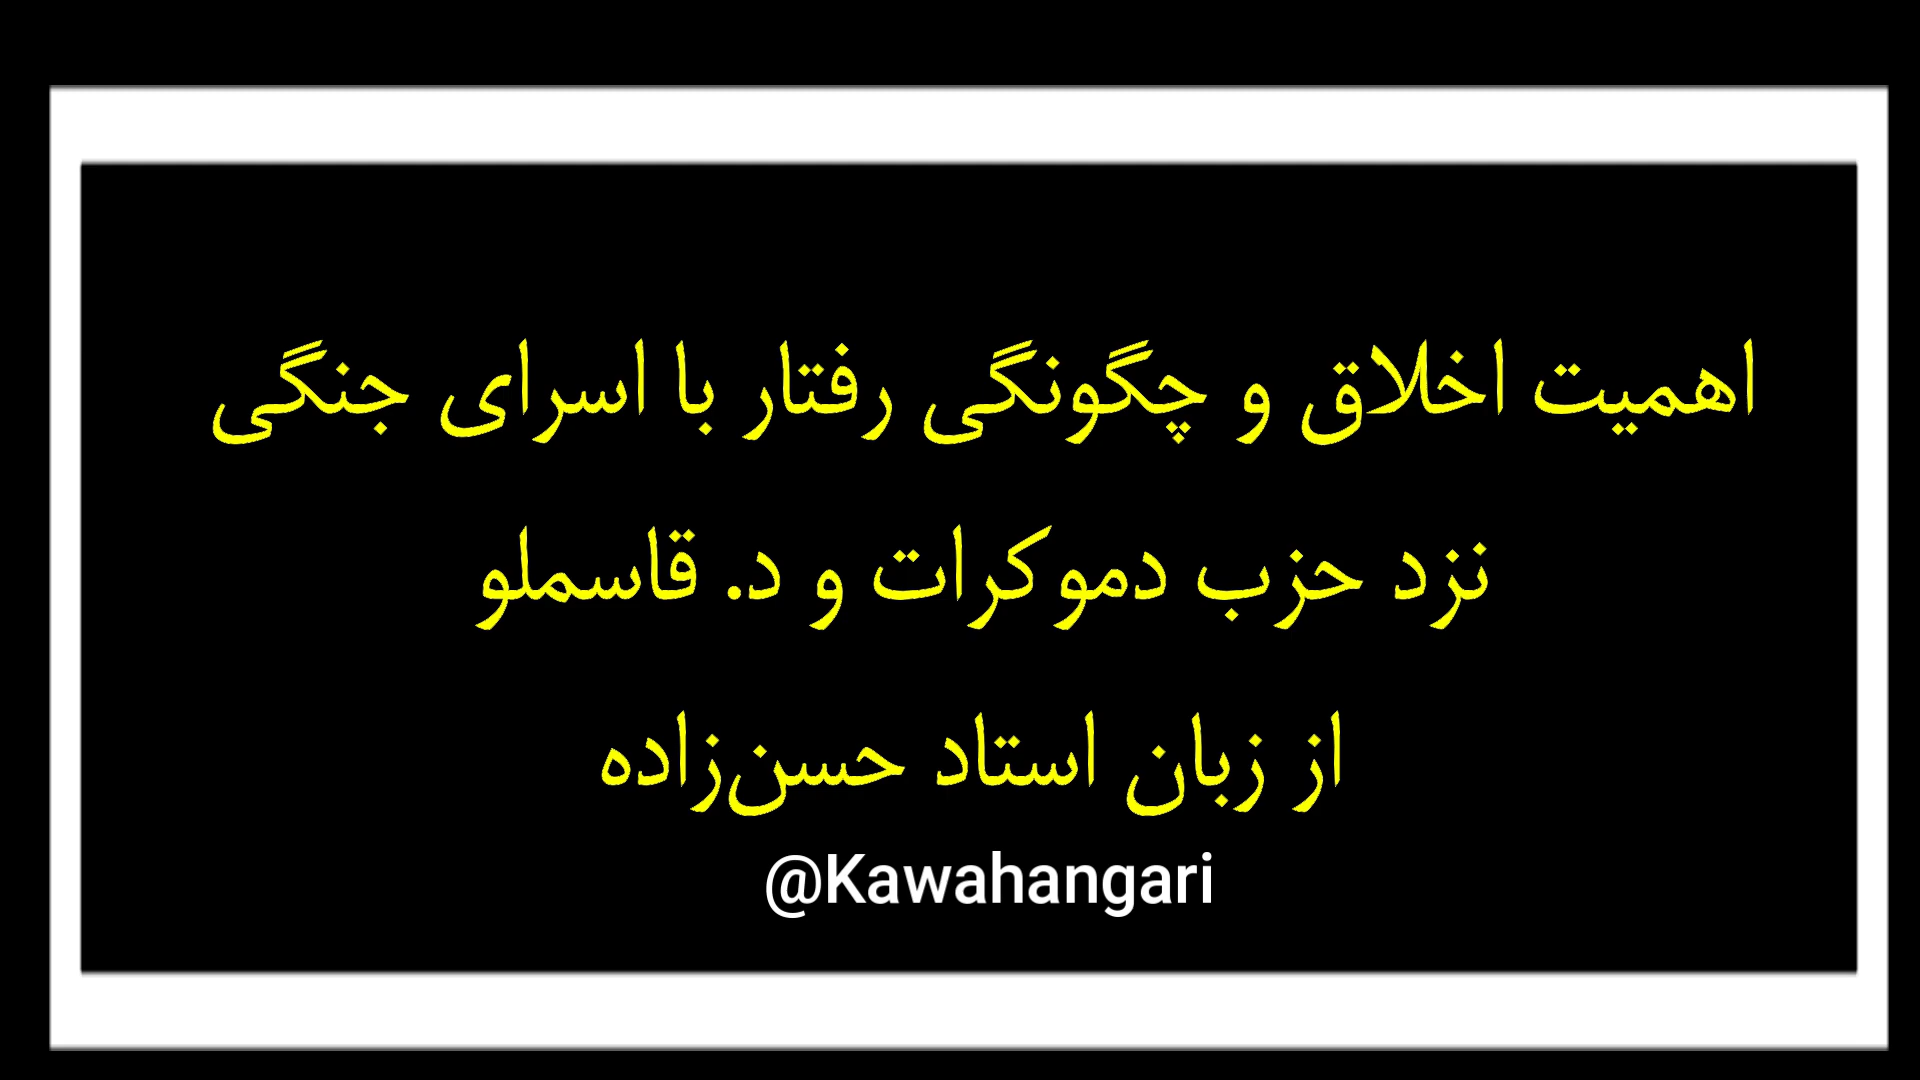 اهمیت اخلاق و چگونگی رفتار با اسرای جنگی
نزد حزب دموکرات و د. قاسملو
از زبان استاد حسن‌زاده
@Kawahangari